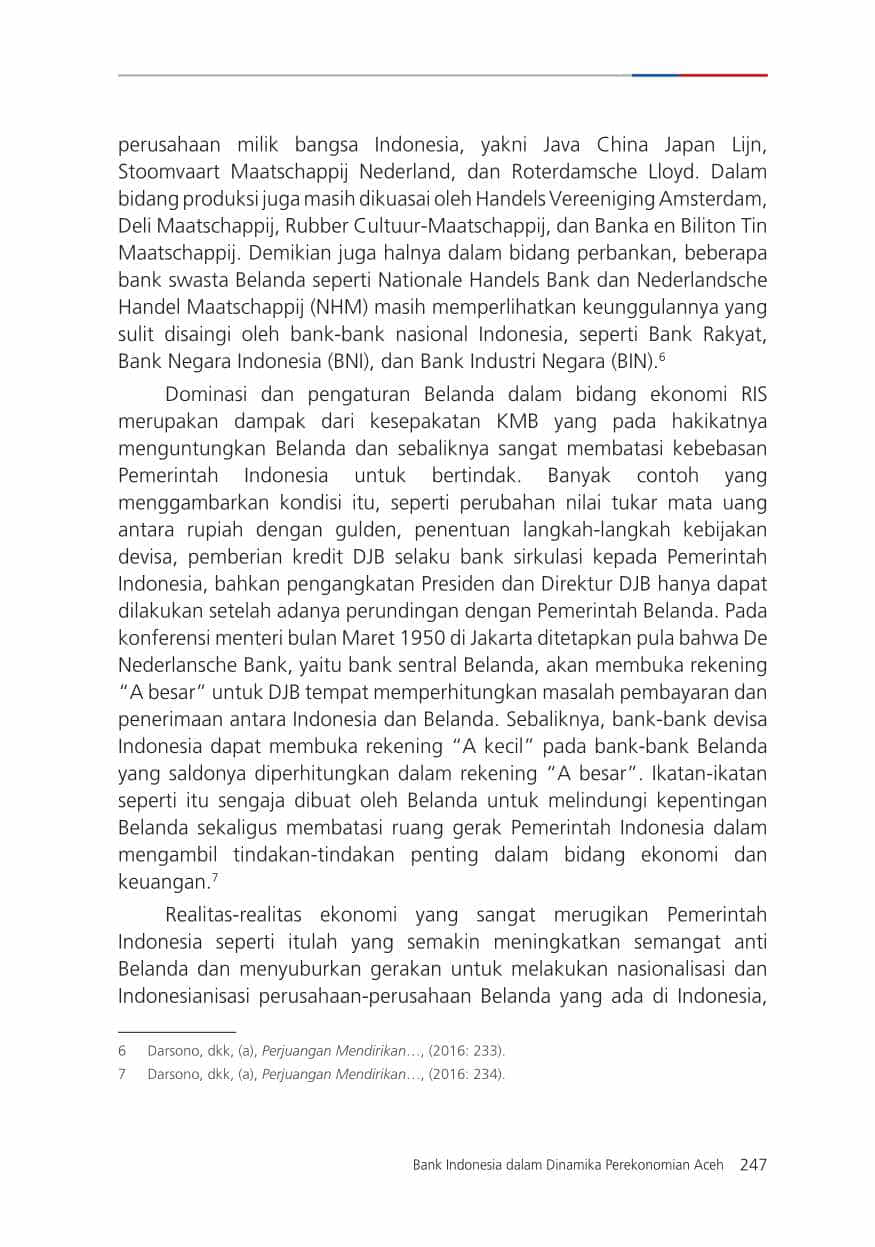 perusahaan milik bangsa Indonesia, yakni Java China Japan Lijn,
Stoomvaart Maatschappij Nederland, dan Roterdamsche Lloyd. Dalam
bidang produksi juga masih dikuasai oleh Handels Vereeniging Amsterdam,
Deli Maatschappij, Rubber Cultuur-Maatschappij, dan Banka en Biliton Tin
Maatschappij. Demikian juga halnya dalam bidang perbankan, beberapa
bank swasta Belanda seperti Nationale Handels Bank dan Nederlandsche
Handel Maatschappij (NHM) masih memperlihatkan keunggulannya yang
sulit disaingi oleh bank-bank nasional Indonesia, seperti Bank Rakyat,
Bank Negara Indonesia (BNI), dan Bank Industri Negara (BIN).⁶
Dominasi dan pengaturan Belanda dalam bidang ekonomi RIS
merupakan dampak dari kesepakatan KMB yang pada hakikatnya
menguntungkan Belanda dan sebaliknya sangat membatasi kebebasan
Pemerintah Indonesia untuk bertindak. Banyak contoh yang
menggambarkan kondisi itu, seperti perubahan nilai tukar mata uang
antara rupiah dengan gulden, penentuan langkah-langkah kebijakan
devisa, pemberian kredit DJB selaku bank sirkulasi kepada Pemerintah
Indonesia, bahkan pengangkatan Presiden dan Direktur DJB hanya dapat
dilakukan setelah adanya perundingan dengan Pemerintah Belanda. Pada
konferensi menteri bulan Maret 1950 di Jakarta ditetapkan pula bahwa De
Nederlansche Bank, yaitu bank sentral Belanda, akan membuka rekening
“A besar” untuk DJB tempat memperhitungkan masalah pembayaran dan
penerimaan antara Indonesia dan Belanda. Sebaliknya, bank-bank devisa
Indonesia dapat membuka rekening “A kecil” pada bank-bank Belanda
yang saldonya diperhitungkan dalam rekening “A besar”. Ikatan-ikatan
seperti itu sengaja dibuat oleh Belanda untuk melindungi kepentingan
Belanda sekaligus membatasi ruang gerak Pemerintah Indonesia dalam
mengambil tindakan-tindakan penting dalam bidang ekonomi dan
keuangan.⁷
Realitas-realitas ekonomi yang sangat merugikan Pemerintah
Indonesia seperti itulah yang semakin meningkatkan semangat anti
Belanda dan menyuburkan gerakan untuk melakukan nasionalisasi dan
Indonesianisasi perusahaan-perusahaan Belanda yang ada di Indonesia,
6 Darsono, dkk, (a), Perjuangan Mendirikan…, (2016: 233).
7 Darsono, dkk, (a), Perjuangan Mendirikan…, (2016: 234).
Bank Indonesia dalam Dinamika Perekonomian Aceh 247